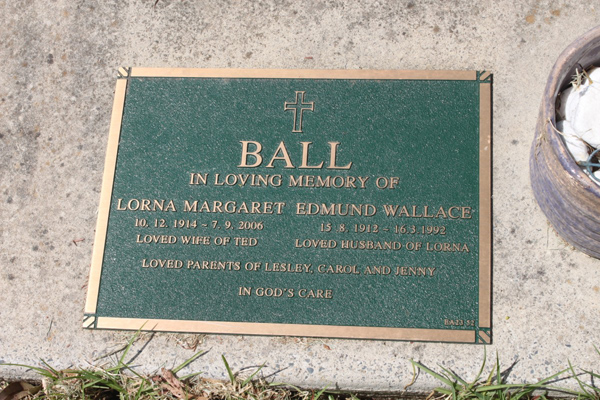 BALL
IN LOVING MEMORY OF
LORNA MARGARET EDMUND WALLACE
10. 12. 1914 ~ 7. 9. 2006 15. 8. 1912 ~ 16.3.1992
LOVED WIFE OF TED LOVED HUSBAND OF LORNA
LOVED PARENTS OF LESLEY, CAROL AND JENNY
IN GOD'S CARE